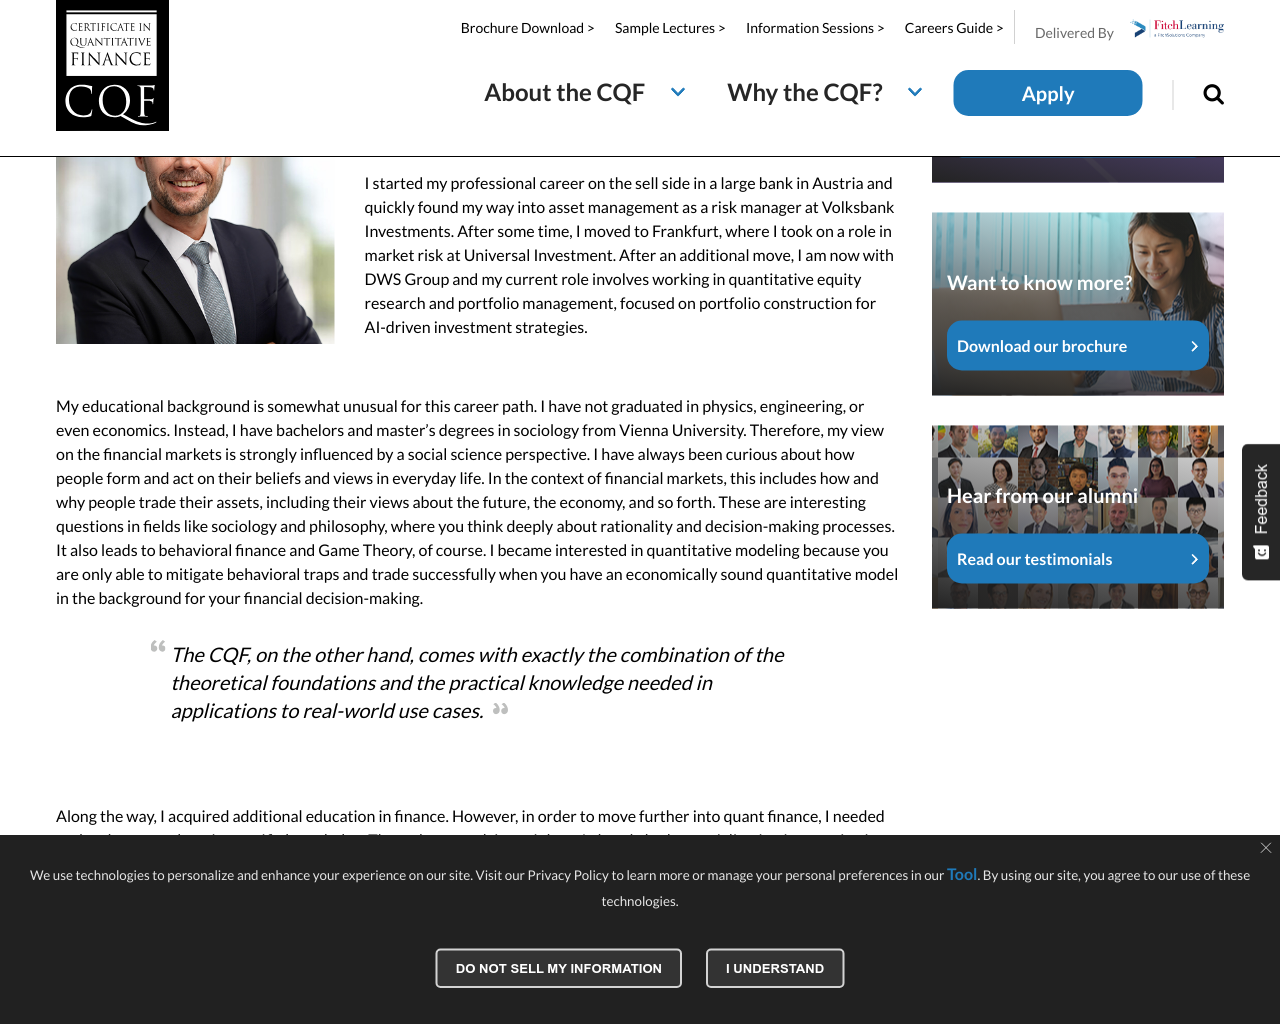 CERTIFICATE IN
QUANTITATIVE
FINANCE
CQF
Brochure Download >
Sample Lectures >
Information Sessions >
Careers Guide >
Delivered By
FitchLearning
a FitchSolutions Company
About the CQF
Why the CQF?
Apply
I started my professional career on the sell side in a large bank in Austria and
quickly found my way into asset management as a risk manager at Volksbank
Investments. After some time, I moved to Frankfurt, where I took on a role in
market risk at Universal Investment. After an additional move, I am now with
DWS Group and my current role involves working in quantitative equity
research and portfolio management, focused on portfolio construction for
AI-driven investment strategies.
My educational background is somewhat unusual for this career path. I have not graduated in physics, engineering, or
even economics. Instead, I have bachelors and master’s degrees in sociology from Vienna University. Therefore, my view
on the financial markets is strongly influenced by a social science perspective. I have always been curious about how
people form and act on their beliefs and views in everyday life. In the context of financial markets, this includes how and
why people trade their assets, including their views about the future, the economy, and so forth. These are interesting
questions in fields like sociology and philosophy, where you think deeply about rationality and decision-making processes.
It also leads to behavioral finance and Game Theory, of course. I became interested in quantitative modeling because you
are only able to mitigate behavioral traps and trade successfully when you have an economically sound quantitative model
in the background for your financial decision-making.
“ The CQF, on the other hand, comes with exactly the combination of the
theoretical foundations and the practical knowledge needed in
applications to real-world use cases. ”
Along the way, I acquired additional education in finance. However, in order to move further into quant finance, I needed
Want to know more?
Download our brochure
Hear from our alumni
Read our testimonials
Feedback
We use technologies to personalize and enhance your experience on our site. Visit our Privacy Policy to learn more or manage your personal preferences in our Tool. By using our site, you agree to our use of these
technologies.
DO NOT SELL MY INFORMATION
I UNDERSTAND